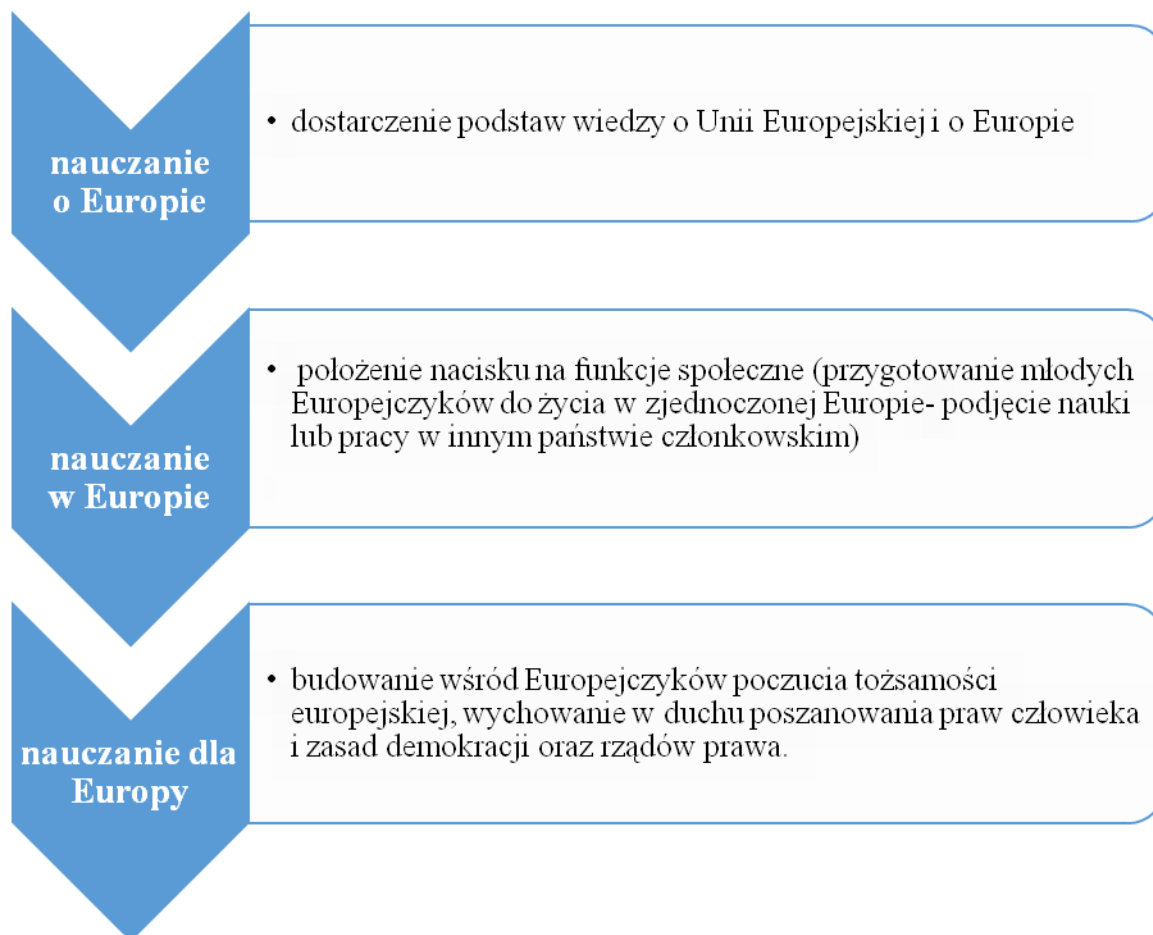 nauczanie
o Europie
• dostarczenie podstaw wiedzy o Unii Europejskiej i o Europie
nauczanie
w Europie
• położenie nacisku na funkcje społeczne (przygotowanie młodych
Europejczyków do życia w zjednoczonej Europie- podjęcie nauki
lub pracy w innym państwie członkowskim)
nauczanie dla
Europy
• budowanie wśród Europejczyków poczucia tożsamości
europejskiej, wychowanie w duchu poszanowania praw człowieka
i zasad demokracji oraz rządów prawa.